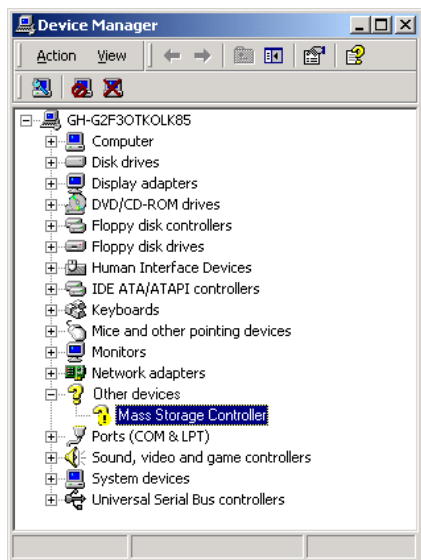 Device Manager
Action View
GH-G2F3OTKOLK85
Computer
Disk drives
Display adapters
DVD/CD-ROM drives
Floppy disk controllers
Floppy disk drives
Human Interface Devices
IDE ATA/ATAPI controllers
Keyboards
Mice and other pointing devices
Monitors
Network adapters
Other devices
Mass Storage Controller
Ports (COM & LPT)
Sound, video and game controllers
System devices
Universal Serial Bus controllers